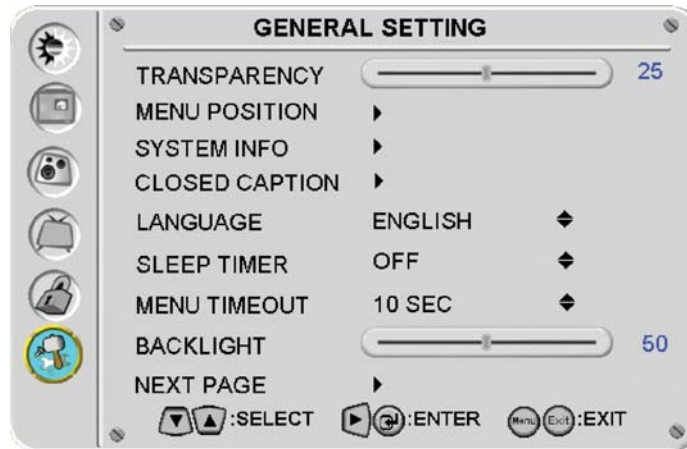 GENERAL SETTING
TRANSPARENCY 25
MENU POSITION
SYSTEM INFO
CLOSED CAPTION
LANGUAGE ENGLISH
SLEEP TIMER OFF
MENU TIMEOUT 10 SEC
BACKLIGHT 50
NEXT PAGE
:SELECT :ENTER Menu Exit :EXIT